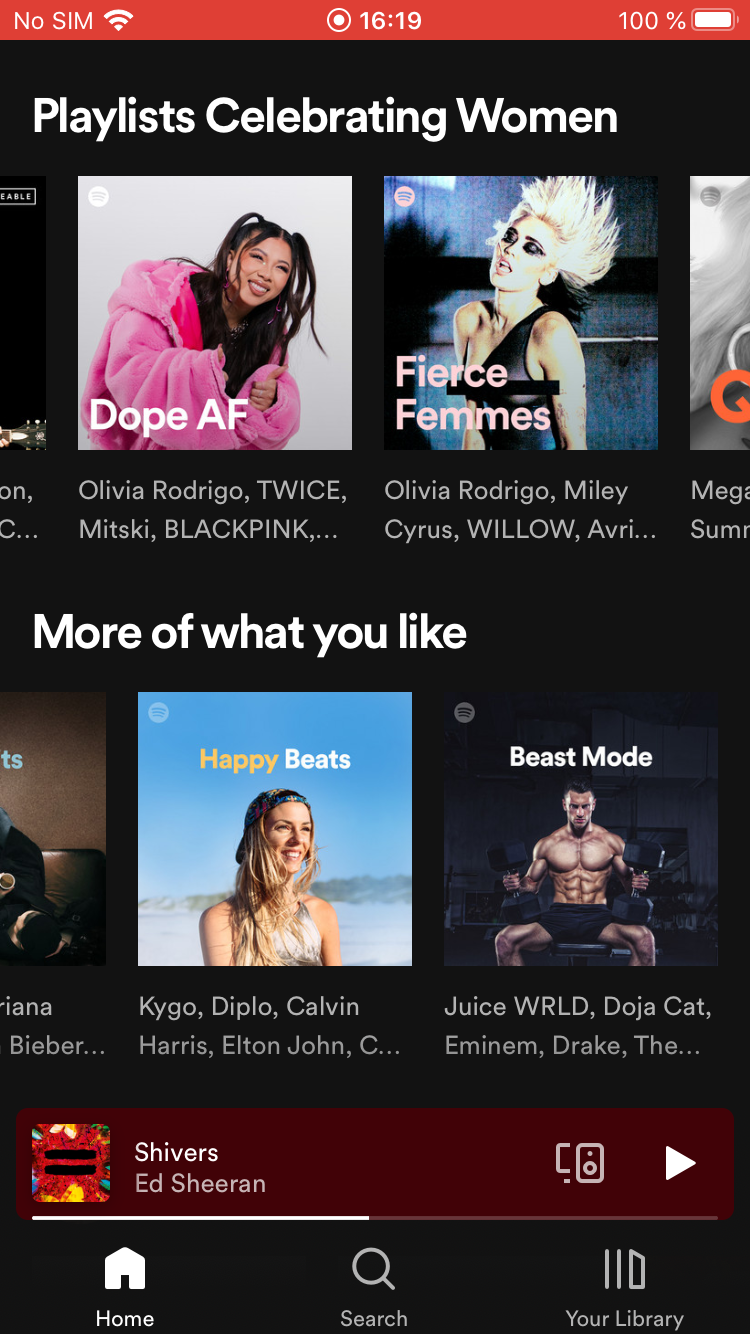 No SIM 16:19 100 %
Playlists Celebrating Women
EABLE
Dope AF
Fierce
Femmes
on,
C...
Olivia Rodrigo, TWICE,
Mitski, BLACKPINK,...
Olivia Rodrigo, Miley
Cyrus, WILLOW, Avri...
Mega
Sum
More of what you like
ts
Happy Beats
Beast Mode
riana
Bieber...
Kygo, Diplo, Calvin
Harris, Elton John, C...
Juice WRLD, Doja Cat,
Eminem, Drake, The...
Shivers
Ed Sheeran
Home Search Your Library